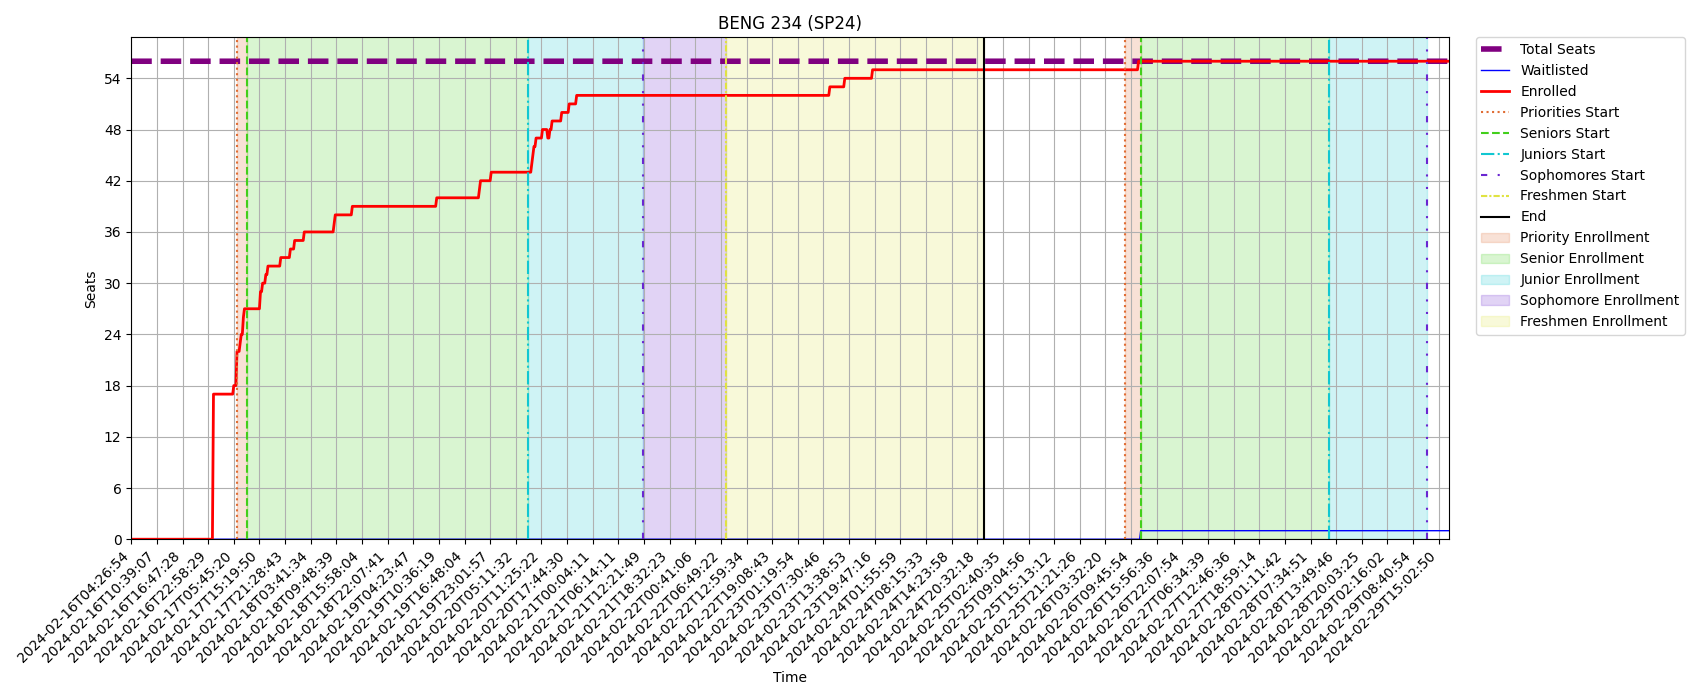 BENG 234 (SP24)
Total Seats
Waitlisted
Enrolled
Priorities Start
Seniors Start
Juniors Start
Sophomores Start
Freshmen Start
End
Priority Enrollment
Senior Enrollment
Junior Enrollment
Sophomore Enrollment
Freshmen Enrollment
Seats
54
48
42
36
30
24
18
12
6
0
2024-02-16T04:26:54
2024-02-16T10:39:07
2024-02-16T16:47:28
2024-02-16T22:58:29
2024-02-17T05:45:20
2024-02-17T15:19:50
2024-02-17T21:28:43
2024-02-18T03:41:34
2024-02-18T09:48:39
2024-02-18T15:58:04
2024-02-18T22:07:41
2024-02-19T04:23:47
2024-02-19T10:36:19
2024-02-19T16:48:04
2024-02-19T23:01:57
2024-02-20T05:11:32
2024-02-20T11:25:22
2024-02-20T17:44:30
2024-02-21T00:04:11
2024-02-21T06:14:11
2024-02-21T12:21:49
2024-02-21T18:32:23
2024-02-22T00:41:06
2024-02-22T06:49:22
2024-02-22T12:59:34
2024-02-22T19:08:43
2024-02-23T01:19:54
2024-02-23T07:30:46
2024-02-23T13:38:53
2024-02-23T19:47:16
2024-02-24T01:55:59
2024-02-24T08:15:33
2024-02-24T14:23:58
2024-02-24T20:32:18
2024-02-25T02:40:35
2024-02-25T09:04:56
2024-02-25T15:13:12
2024-02-25T21:21:26
2024-02-26T03:32:20
2024-02-26T09:45:54
2024-02-26T15:56:36
2024-02-26T22:07:54
2024-02-27T06:34:39
2024-02-27T12:46:36
2024-02-27T18:59:14
2024-02-28T01:11:42
2024-02-28T07:34:51
2024-02-28T13:49:46
2024-02-28T20:03:25
2024-02-29T02:16:02
2024-02-29T08:40:54
2024-02-29T15:02:50
Time